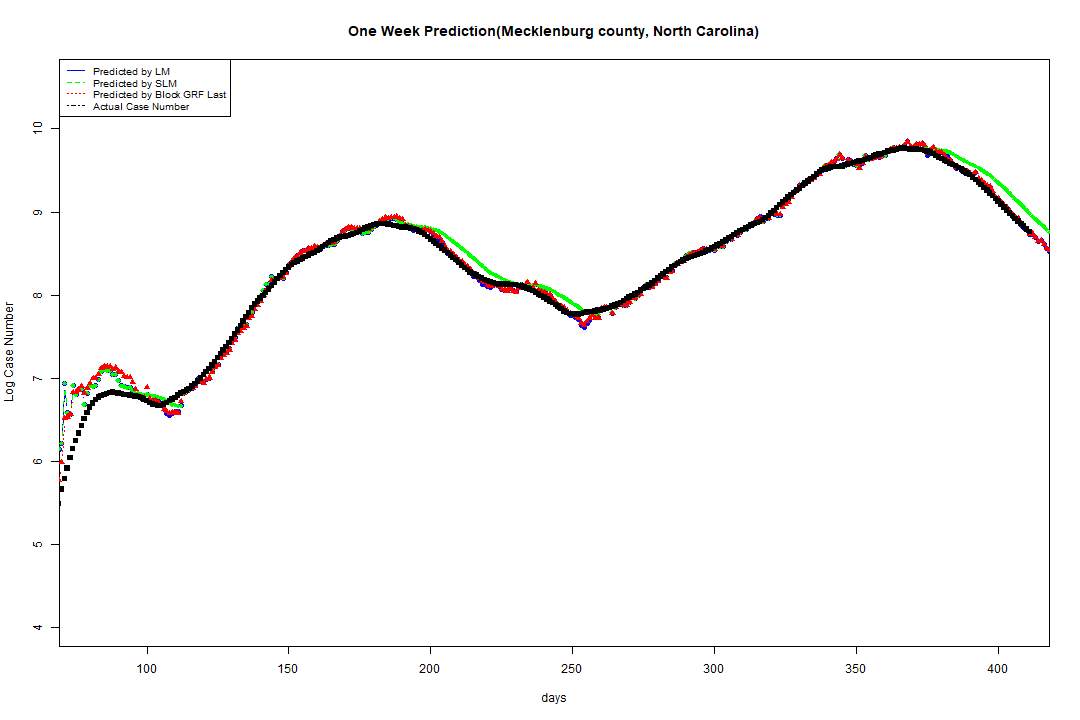 One Week Prediction(Mecklenburg county, North Carolina)
Predicted by LM
Predicted by SLM
Predicted by Block GRF Last
Actual Case Number
Log Case Number
10
9
8
7
6
5
4
100 150 200 250 300 350 400
days